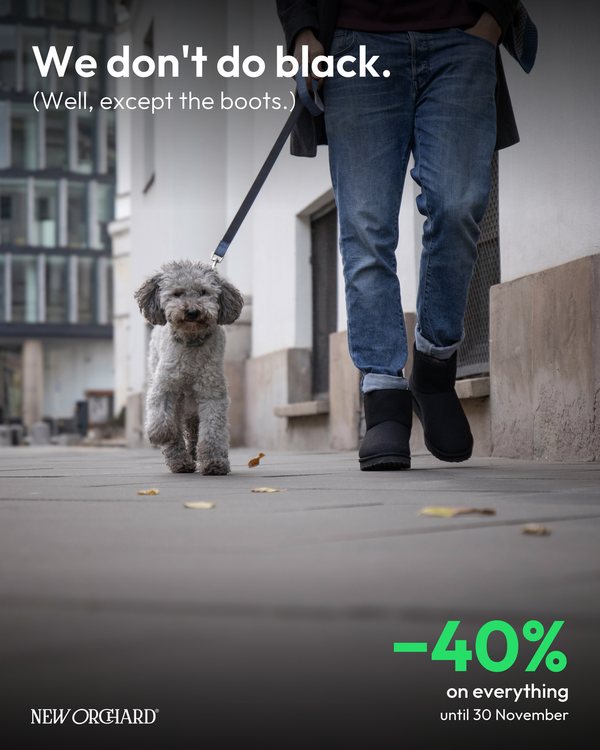 We don't do black.
(Well, except the boots.)
−40%
on everything
until 30 November
NEW ORCHARD®